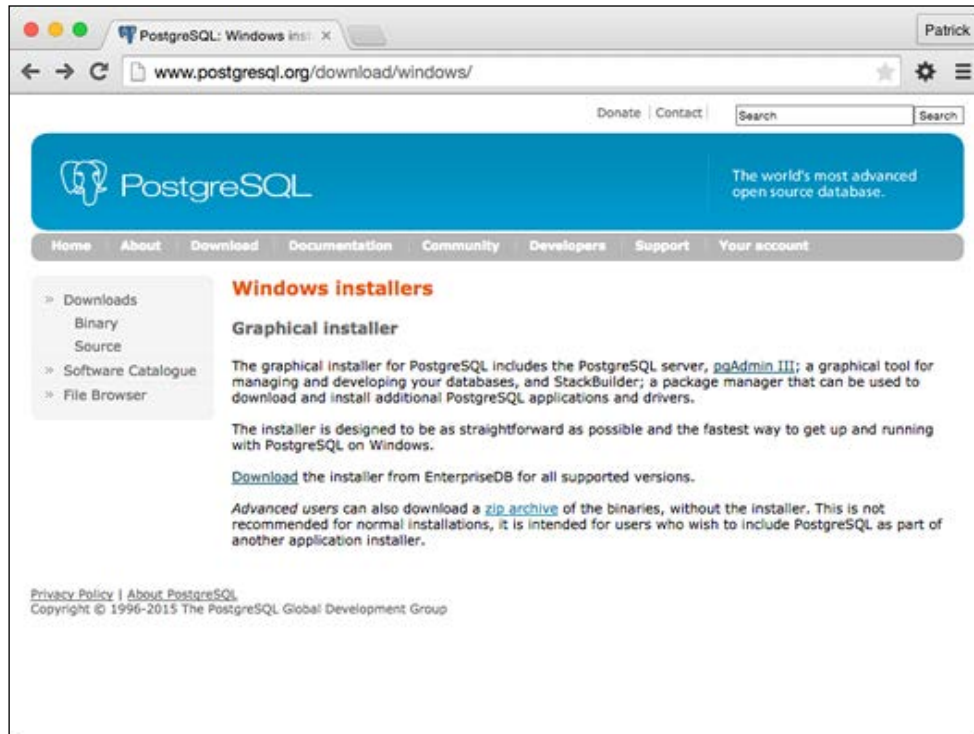 PostgreSQL: Windows inst
Patrick
www.postgresql.org/download/windows/
Donate | Contact
Search
Search
PostgreSQL
The world's most advanced
open source database.
Home About Download Documentation Community Developers Support Your account
» Downloads
Binary
Source
» Software Catalogue
» File Browser
Windows installers
Graphical installer
The graphical installer for PostgreSQL includes the PostgreSQL server, pgAdmin III; a graphical tool for
managing and developing your databases, and StackBuilder; a package manager that can be used to
download and install additional PostgreSQL applications and drivers.
The installer is designed to be as straightforward as possible and the fastest way to get up and running
with PostgreSQL on Windows.
Download the installer from EnterpriseDB for all supported versions.
Advanced users can also download a zip archive of the binaries, without the installer. This is not
recommended for normal installations, it is intended for users who wish to include PostgreSQL as part of
another application installer.
Privacy Policy | About PostgreSQL
Copyright © 1996-2015 The PostgreSQL Global Development Group